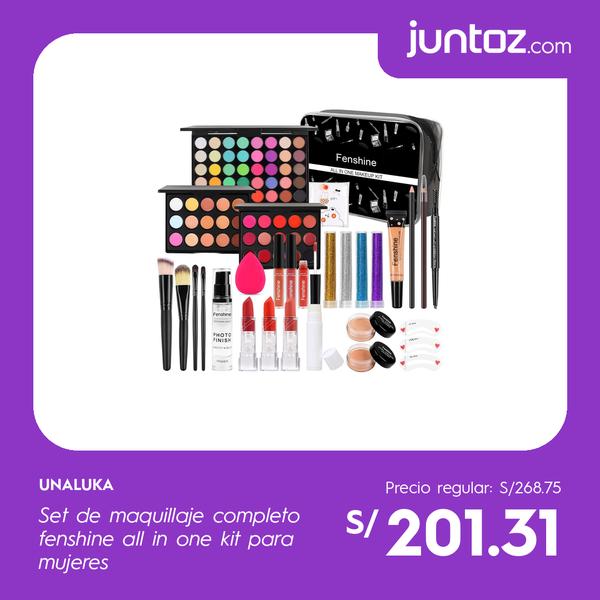 juntoz.com
Fenshine
ALL IN ONE MAKEUP KIT
Fenshine
Fenshine
PHOTO
FINISH
UNALUKA
Set de maquillaje completo
fenshine all in one kit para
mujeres
Precio regular: S/268.75
S/ 201.31